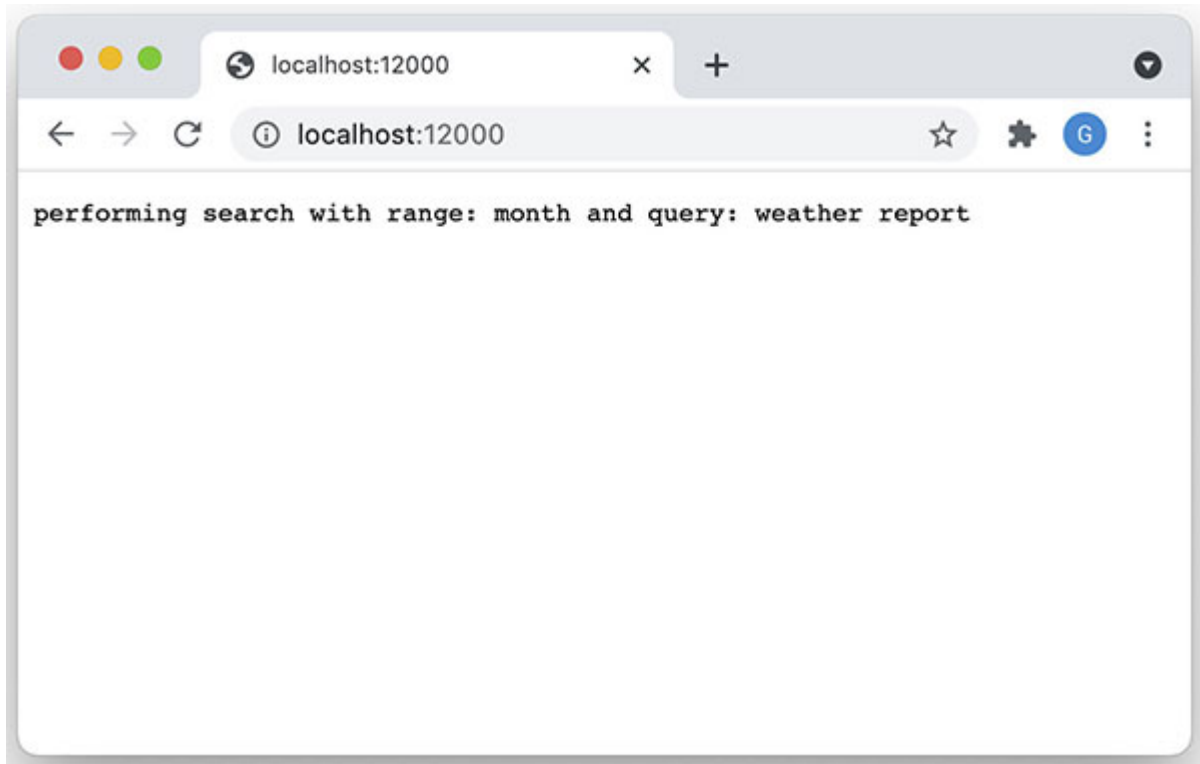 localhost:12000
localhost:12000
G
performing search with range: month and query: weather report